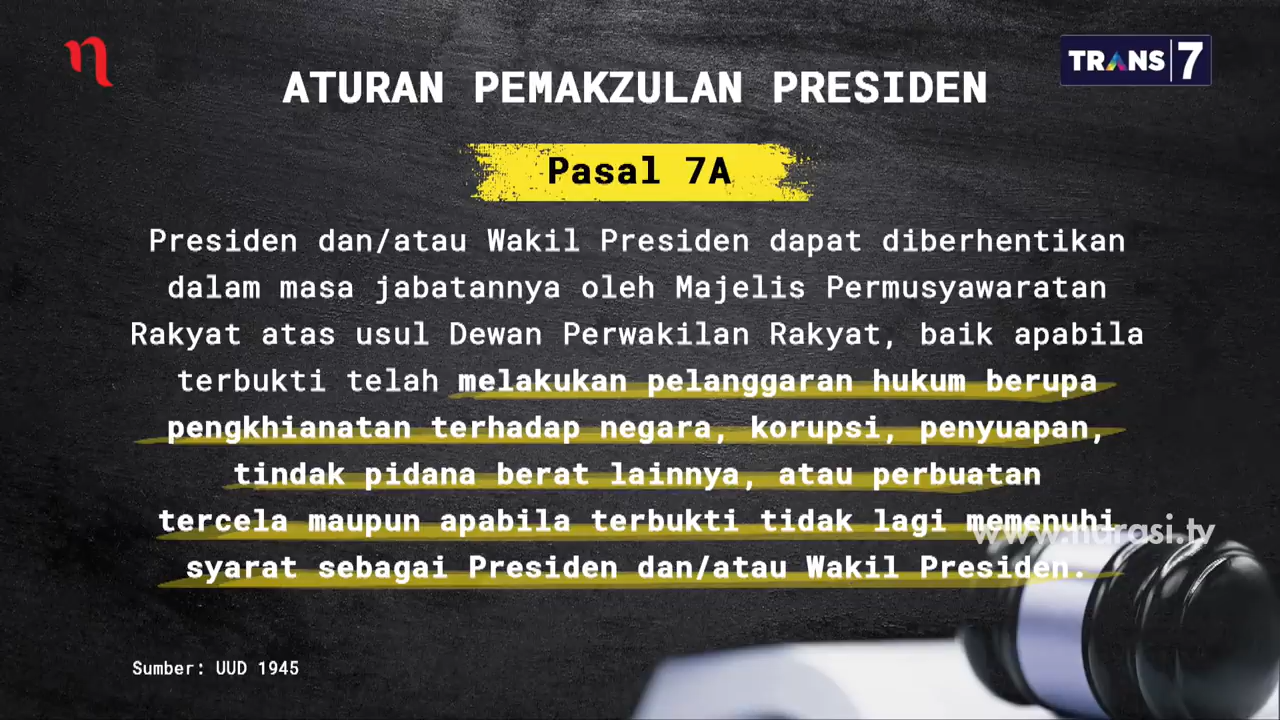 TRANS|7
ATURAN PEMAKZULAN PRESIDEN
Pasal 7A
Presiden dan/atau Wakil Presiden dapat diberhentikan
dalam masa jabatannya oleh Majelis Permusyawaratan
Rakyat atas usul Dewan Perwakilan Rakyat, baik apabila
terbukti telah melakukan pelanggaran hukum berupa
pengkhianatan terhadap negara, korupsi, penyuapan,
tindak pidana berat lainnya, atau perbuatan
tercela maupun apabila terbukti tidak lagi memenuhi
www.narasi.tv
syarat sebagai Presiden dan/atau Wakil Presiden.
Sumber: UUD 1945